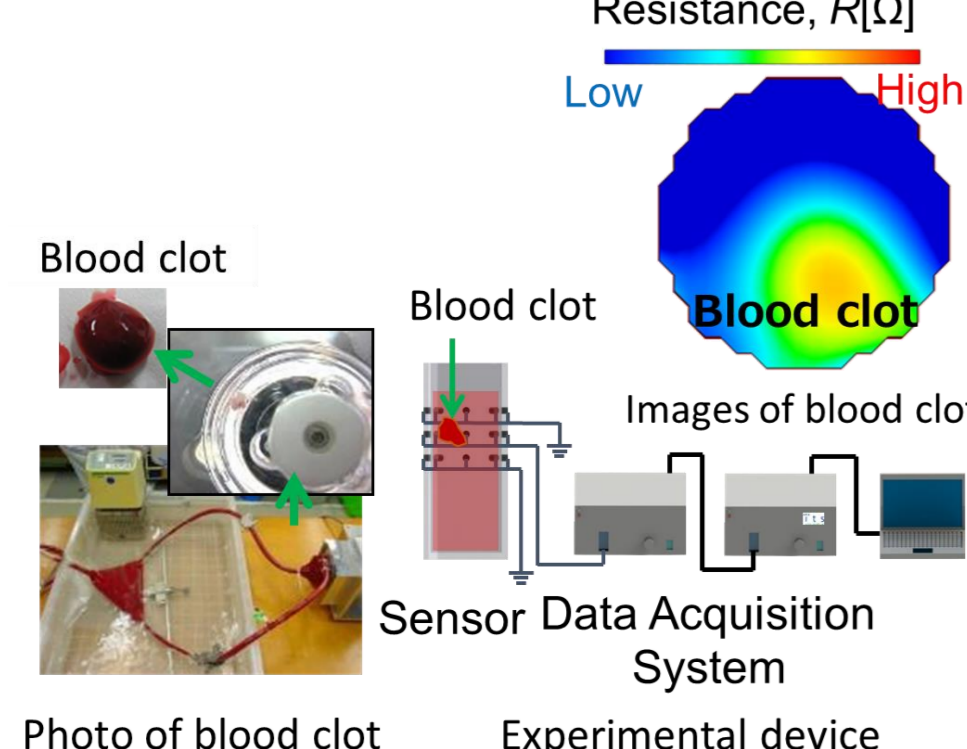 Resistance, R[Ω]
Low
High
Blood clot
Blood clot
Blood clot
Images of blood clot
Sensor
Data Acquisition
System
Photo of blood clot
Experimental device